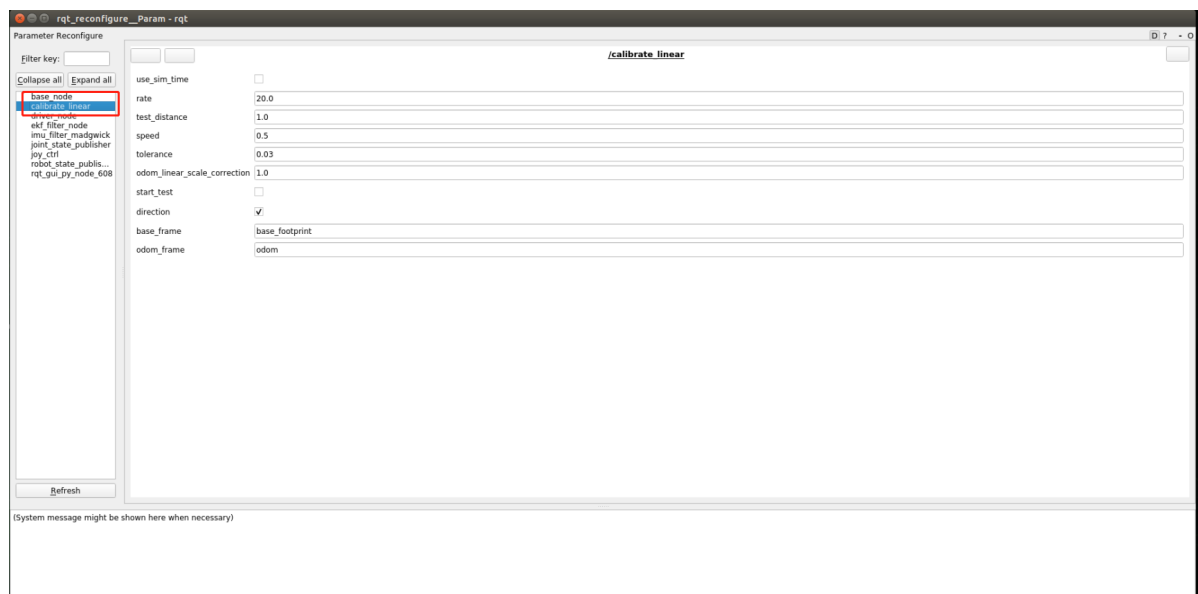 rqt_reconfigure__Param - rqt
Parameter Reconfigure
D ? - O
Filter key:
/calibrate_linear
Collapse all Expand all
base_node
calibrate_linear
driver_node
ekf_filter_node
imu_filter_madgwick
joint_state_publisher
joy_ctrl
robot_state_publis...
rqt_gui_py_node_608
use_sim_time
rate 20.0
test_distance 1.0
speed 0.5
tolerance 0.03
odom_linear_scale_correction 1.0
start_test
direction
base_frame base_footprint
odom_frame odom
Refresh
(System message might be shown here when necessary)